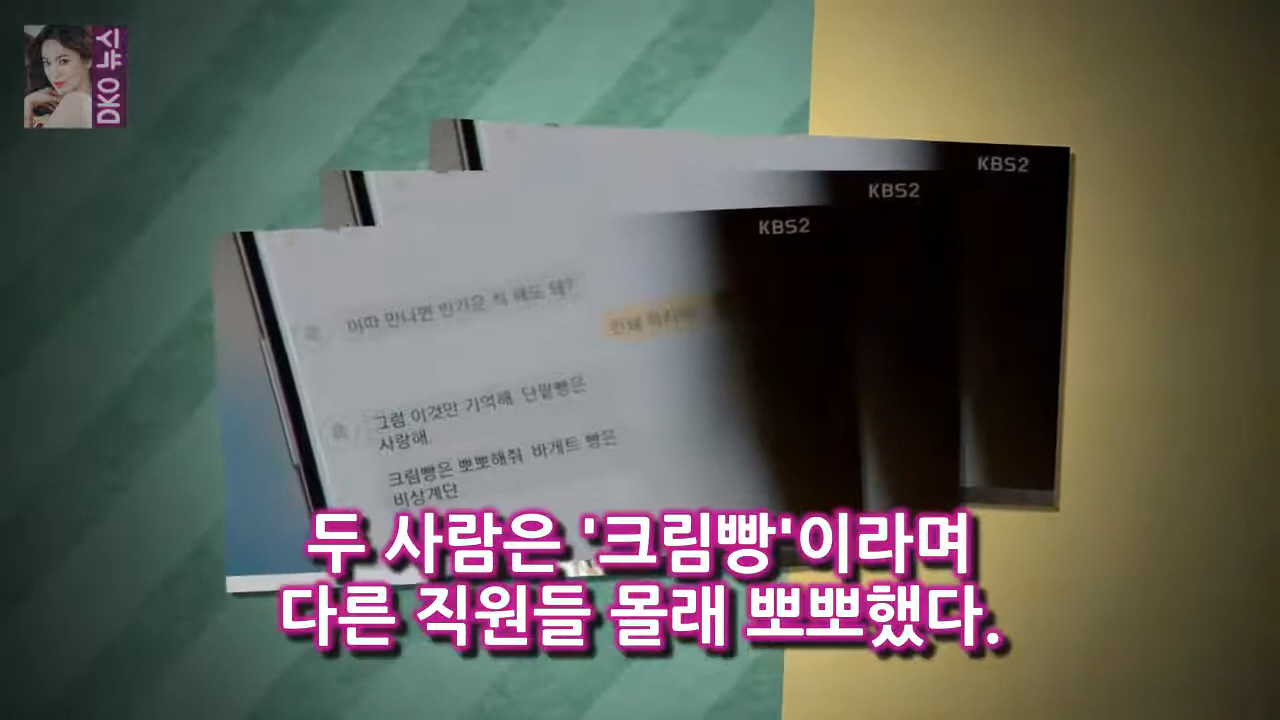 DKO 뉴스
KBS2
KBS2
KBS2
이따 만나면 반가운 척 해도 돼?
그럼 이것만 기억해 단팥빵은
사랑해.
크림빵은 뽀뽀해줘 바게트 빵은
비상계단
두 사람은 '크림빵'이라며
다른 직원들 몰래 뽀뽀했다.